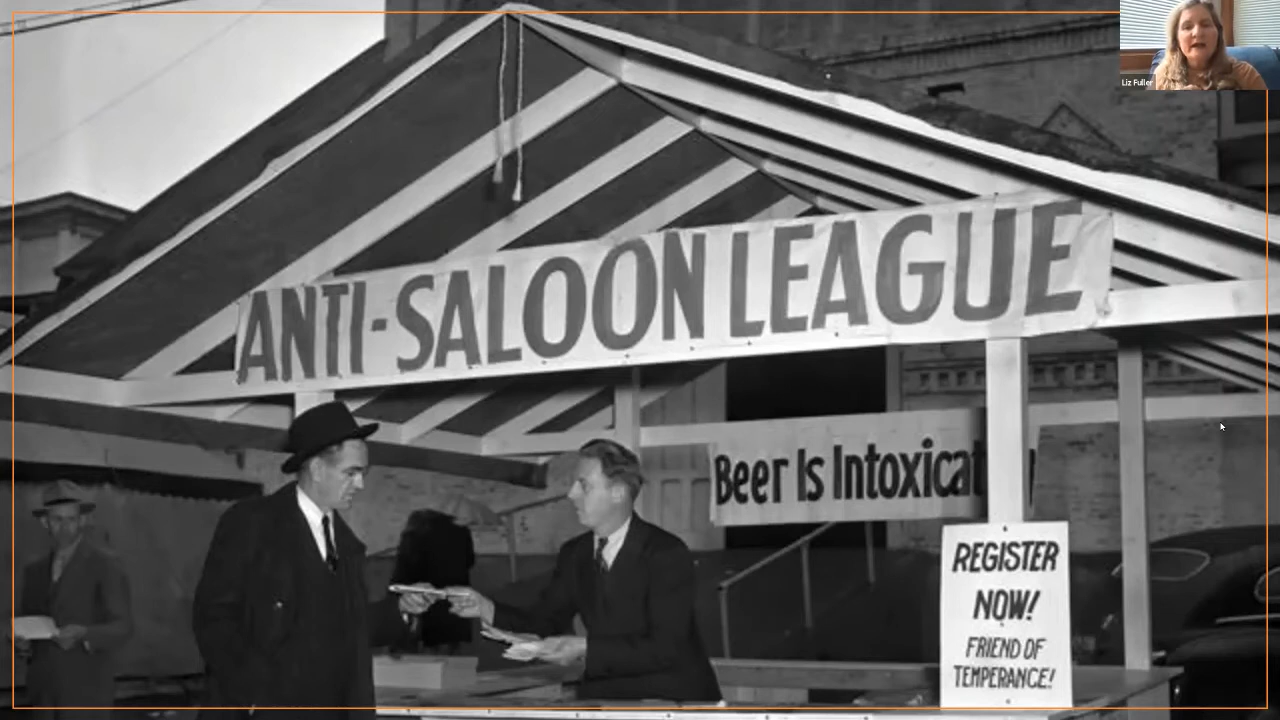 Liz Fuller
ANTI-SALOON LEAGUE
Beer Is Intoxicat
REGISTER
NOW!
FRIEND OF
TEMPERANCE!